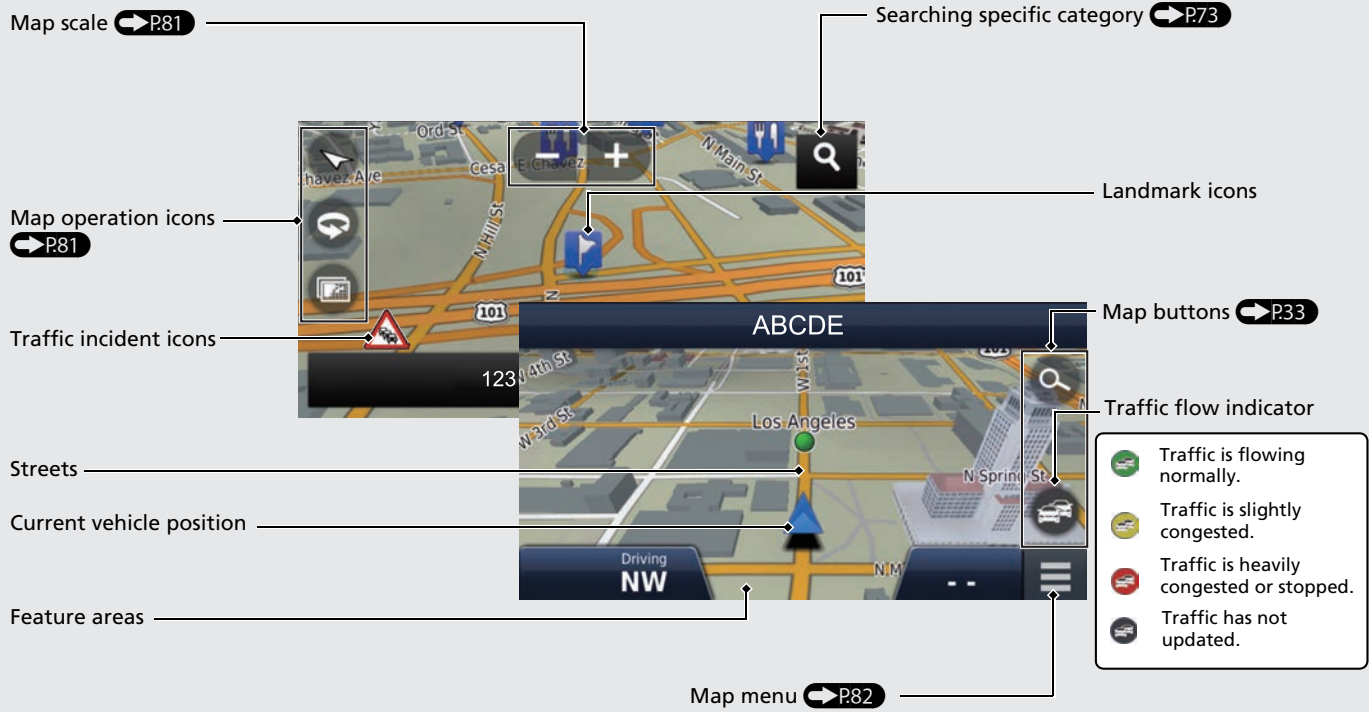 Map scale P.81
Searching specific category P.73
Ord St
Cesar E Chavez
N Main St
havez Ave
Landmark icons
Map operation icons
P.81
N Hill St
N
101
101
Map buttons P.33
ABCDE
Traffic incident icons
123
W 4th St
W 1st
101
Traffic flow indicator
W 3rd St
Los Angeles
Traffic is flowing
normally.
Streets
N Spring St
Traffic is slightly
congested.
Current vehicle position
Traffic is heavily
congested or stopped.
Driving
NW
N M
- -
Feature areas
Traffic has not
updated.
Map menu P.82